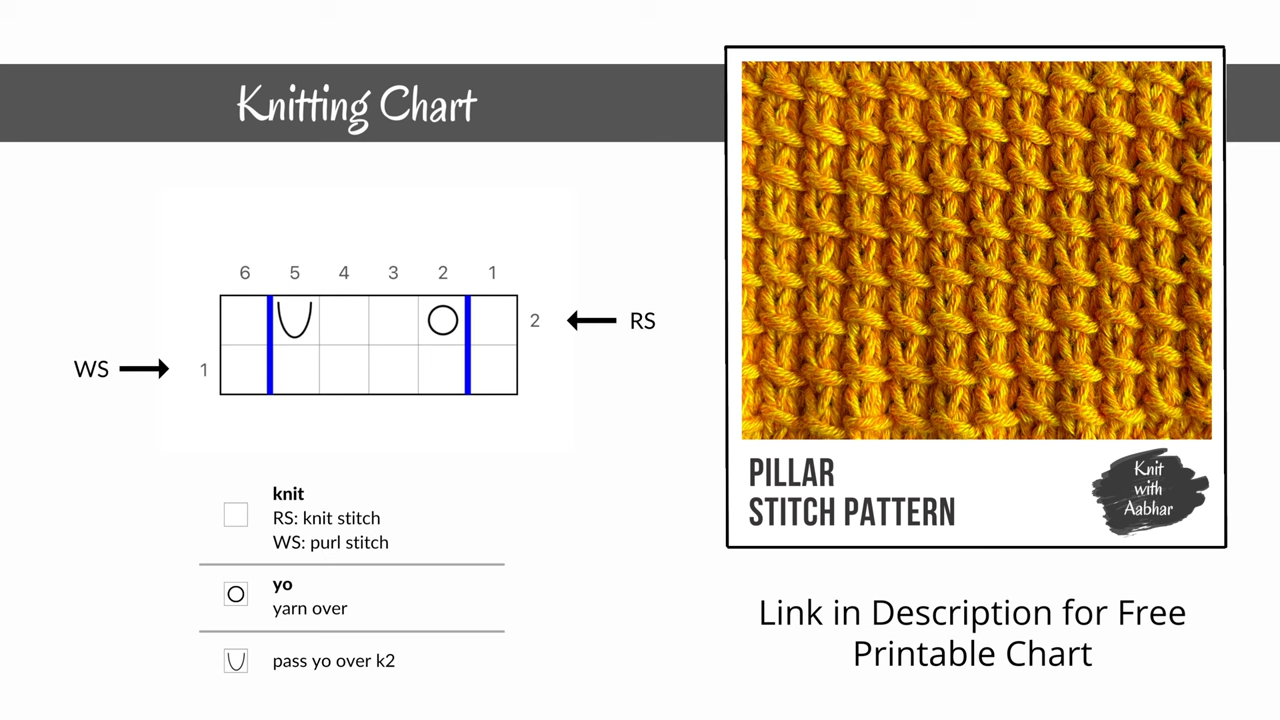 Knitting Chart
6 5 4 3 2 1
2
RS
WS
1
knit
RS: knit stitch
WS: purl stitch
yo
yarn over
pass yo over k2
PILLAR
STITCH PATTERN
Knit
with
Aabhar
Link in Description for Free
Printable Chart